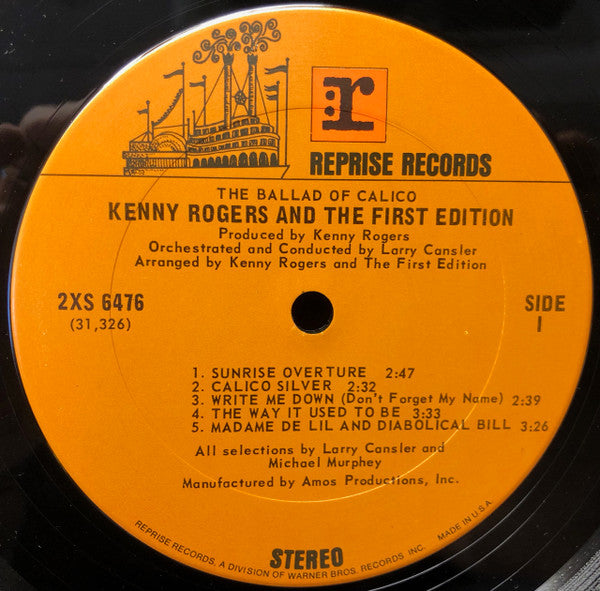 r:
REPRISE RECORDS
THE BALLAD OF CALICO
KENNY ROGERS AND THE FIRST EDITION
Produced by Kenny Rogers
Orchestrated and Conducted by Larry Cansler
Arranged by Kenny Rogers and The First Edition
2XS 6476
(31,326)
SIDE
I
1. SUNRISE OVERTURE 2:47
2. CALICO SILVER 2:32
3. WRITE ME DOWN (Don't Forget My Name) 2:39
4. THE WAY IT USED TO BE 3:33
5. MADAME DE LIL AND DIABOLICAL BILL 3:26
All selections by Larry Cansler and
Michael Murphey
Manufactured by Amos Productions, Inc.
STEREO
REPRISE RECORDS, A DIVISION OF WARNER BROS. RECORDS INC. MADE IN U.S.A.